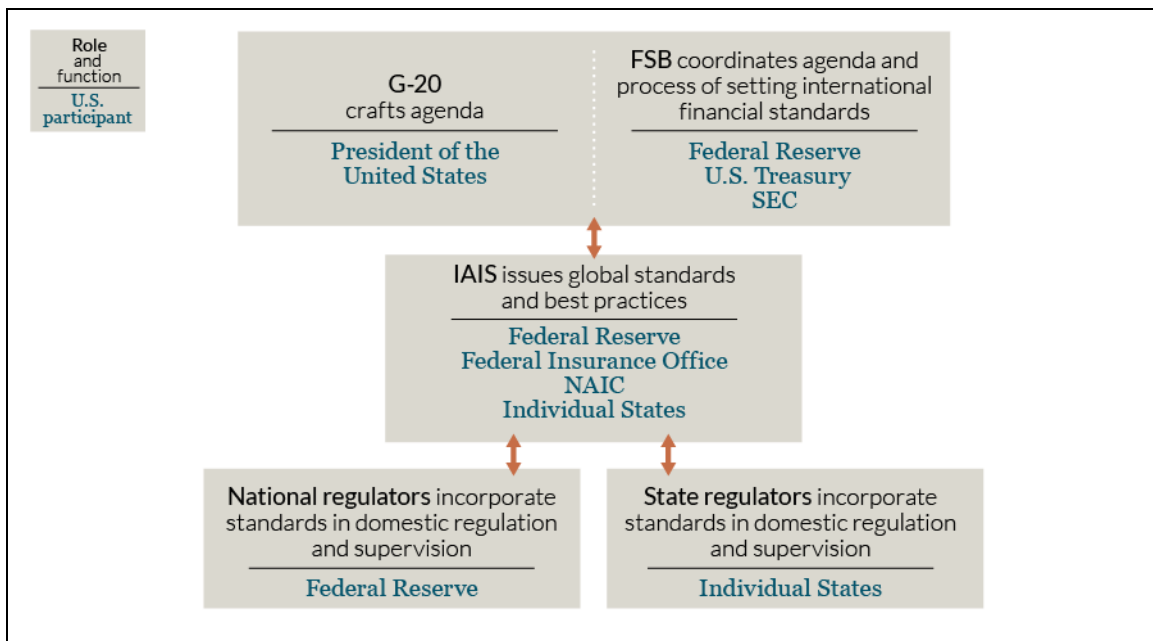 Role
and
function
U.S.
participant
G-20
crafts agenda
President of the
United States
FSB coordinates agenda and
process of setting international
financial standards
Federal Reserve
U.S. Treasury
SEC
IAIS issues global standards
and best practices
Federal Reserve
Federal Insurance Office
NAIC
Individual States
National regulators incorporate
standards in domestic regulation
and supervision
Federal Reserve
State regulators incorporate
standards in domestic regulation
and supervision
Individual States